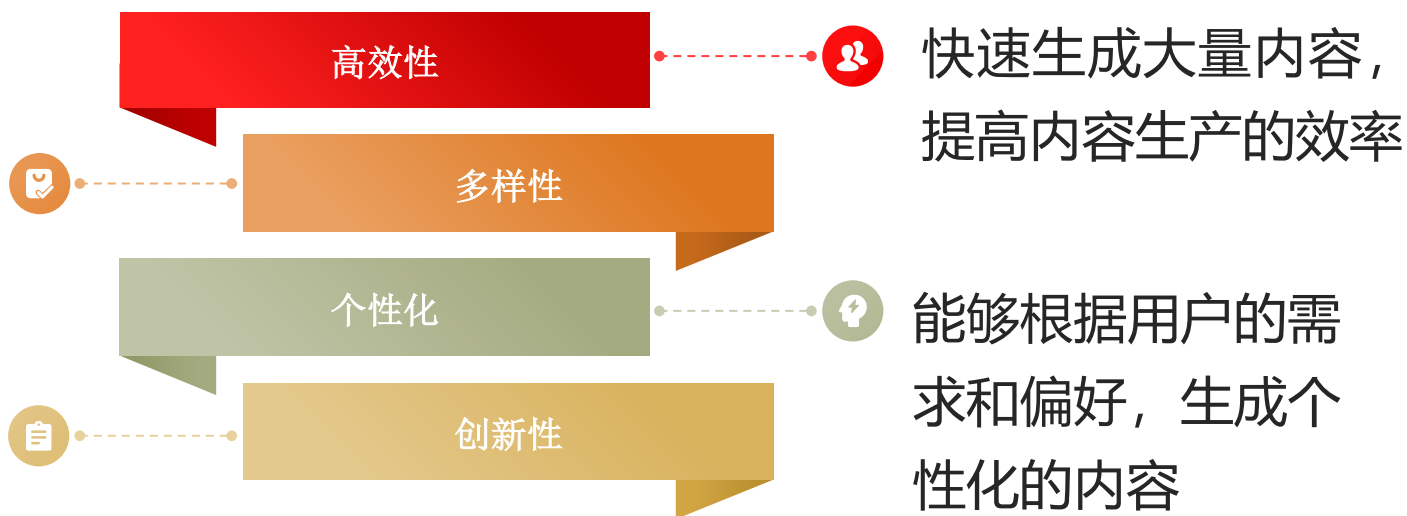 高效性
快速生成大量内容，
提高内容生产的效率
多样性
个性化
能够根据用户的需
求和偏好，生成个
性化的内容
创新性